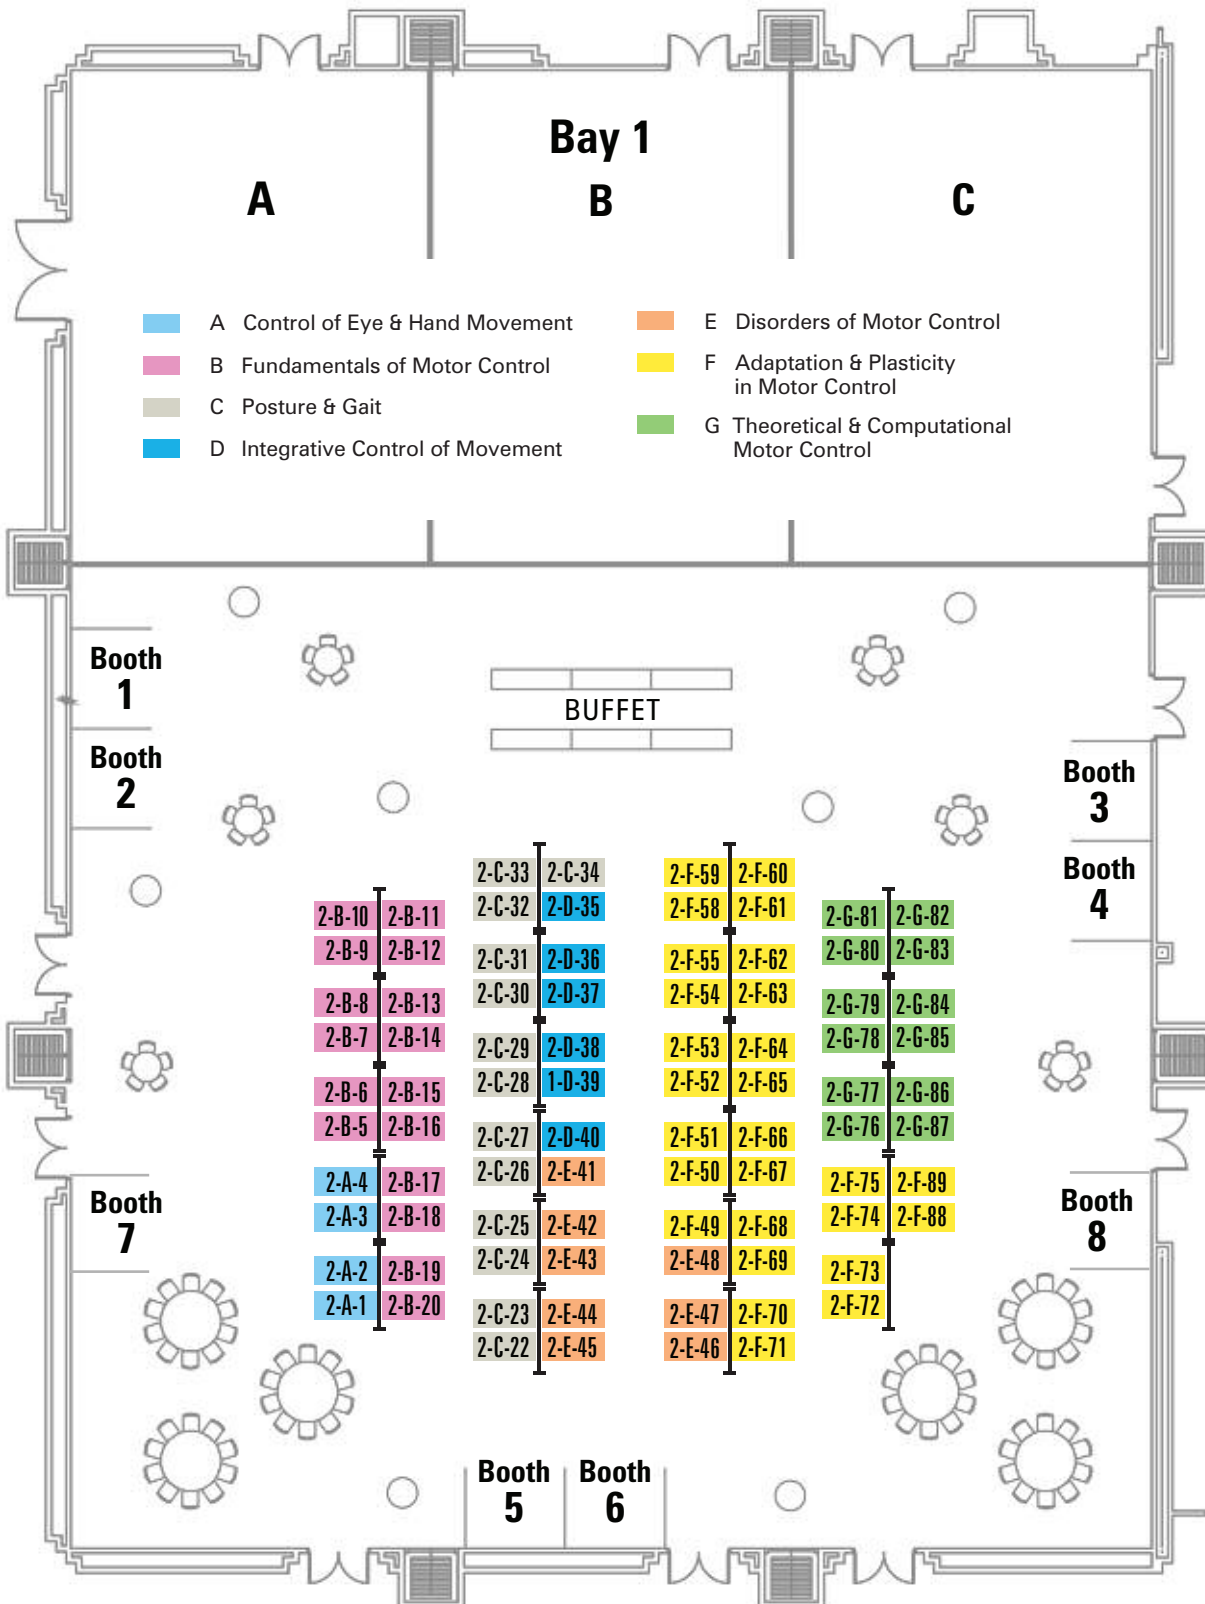 Bay 1
A
B
C
A Control of Eye & Hand Movement
B Fundamentals of Motor Control
C Posture & Gait
D Integrative Control of Movement
E Disorders of Motor Control
F Adaptation & Plasticity
in Motor Control
G Theoretical & Computational
Motor Control
Booth
1
Booth
2
BUFFET
Booth
3
Booth
4
2-B-10 2-B-11
2-B-9 2-B-12
2-B-8 2-B-13
2-B-7 2-B-14
2-B-6 2-B-15
2-B-5 2-B-16
2-A-4 2-B-17
2-A-3 2-B-18
2-A-2 2-B-19
2-A-1 2-B-20
2-C-33 2-C-34
2-C-32 2-D-35
2-C-31 2-D-36
2-C-30 2-D-37
2-C-29 2-D-38
2-C-28 1-D-39
2-C-27 2-D-40
2-C-26 2-E-41
2-C-25 2-E-42
2-C-24 2-E-43
2-C-23 2-E-44
2-C-22 2-E-45
2-F-59 2-F-60
2-F-58 2-F-61
2-F-55 2-F-62
2-F-54 2-F-63
2-F-53 2-F-64
2-F-52 2-F-65
2-F-51 2-F-66
2-F-50 2-F-67
2-F-49 2-F-68
2-E-48 2-F-69
2-E-47 2-F-70
2-E-46 2-F-71
2-G-81 2-G-82
2-G-80 2-G-83
2-G-79 2-G-84
2-G-78 2-G-85
2-G-77 2-G-86
2-G-76 2-G-87
2-F-75 2-F-89
2-F-74 2-F-88
2-F-73
2-F-72
Booth
7
Booth
8
Booth
5
Booth
6